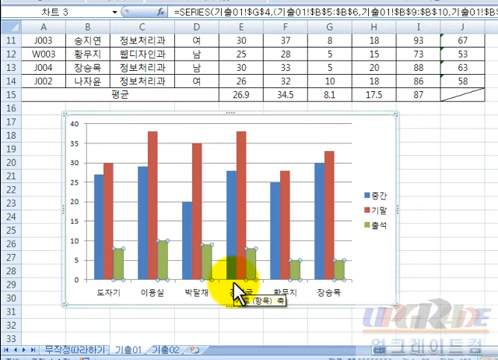 차트 3 =SERIES(기출01!$G$4,(기출01!$B$5:$B$6,기출01!$B$9:$B$10,기출01!$B
A B C D E F G H I J
11 J003 송지연 정보처리과 여 30 37 8 18 93 67
12 W003 황무지 웹디자인과 남 25 28 5 15 73 53
13 J004 장승목 정보처리과 남 30 33 5 20 88 63
14 J002 나자윤 정보처리과 여 26 32 10 18 86 58
15 평균 26.9 34.5 8.1 17.5 87
16
17
18
19
20
21
22
23
24
25
26
27
28
29
30
31
32
33
40
35
30
25
20
15
10
5
0
중간
기말
출석
도자기 이용실 박달재 황무지 장승목
(항목) 축
업그레이드컴
무작정따라하기 기출01 기출02